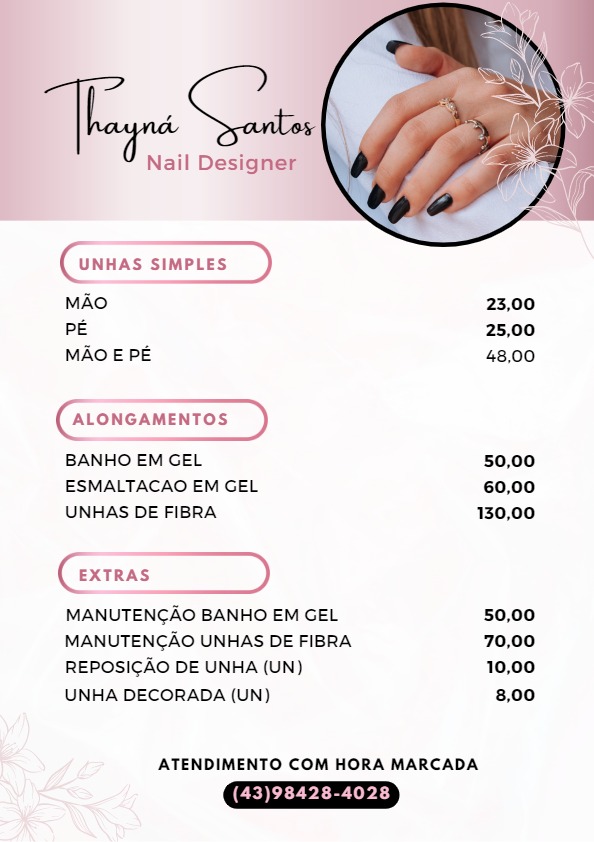 Thayná Santos
Nail Designer
UNHAS SIMPLES
MÃO 23,00
PÉ 25,00
MÃO E PÉ 48,00
ALONGAMENTOS
BANHO EM GEL 50,00
ESMALTACAO EM GEL 60,00
UNHAS DE FIBRA 130,00
EXTRAS
MANUTENÇÃO BANHO EM GEL 50,00
MANUTENÇÃO UNHAS DE FIBRA 70,00
REPOSIÇÃO DE UNHA (UN) 10,00
UNHA DECORADA (UN) 8,00
ATENDIMENTO COM HORA MARCADA
(43)98428-4028